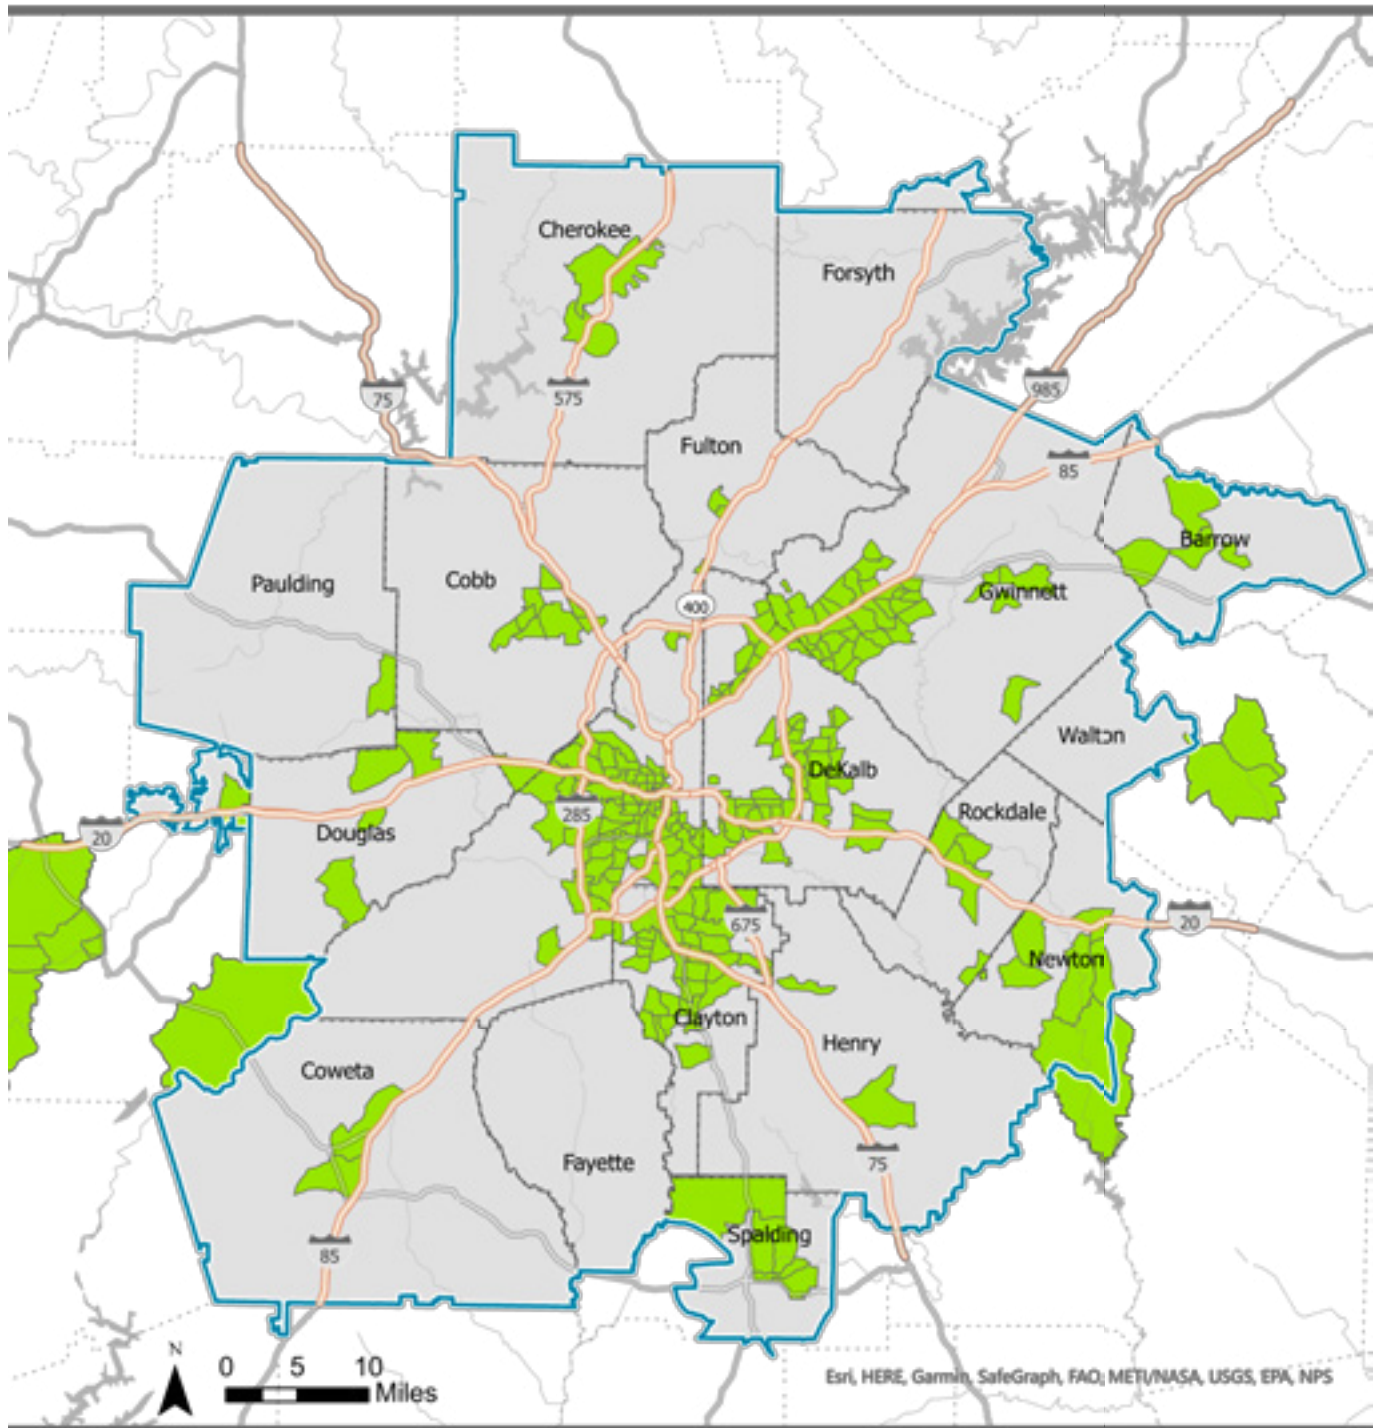 Cherokee
Forsyth
75
575
985
Fulton
85
Barrow
Paulding
Cobb
Gwinnett
400
Walton
DeKalb
Rockdale
285
Douglas
20
675
20
Newton
Clayton
Henry
Coweta
Fayette
75
Spalding
85
N
0 5 10
Miles
Esri, HERE, Garmin, SafeGraph, FAO, METI/NASA, USGS, EPA, NPS